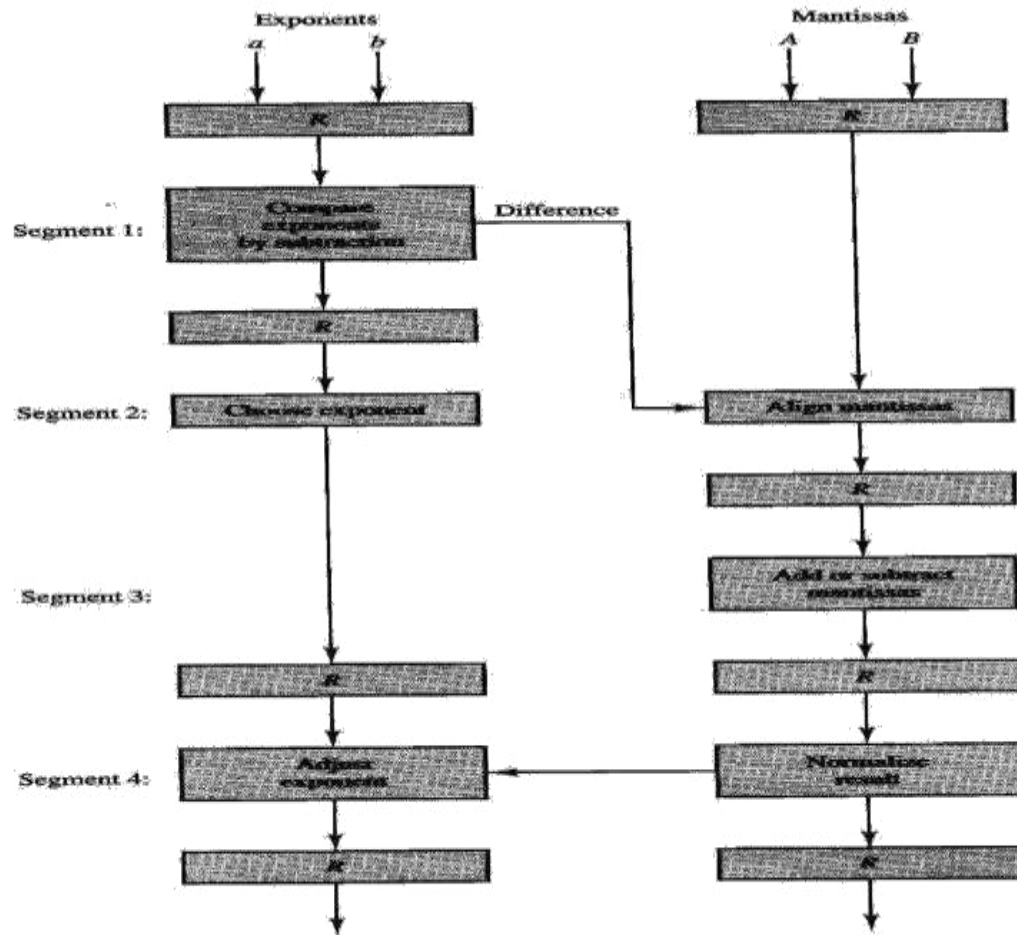 Exponents
a b
Mantissas
A B
R
R
Segment 1:
Compare
exponents
by subtraction
Difference
R
Segment 2:
Choose exponent
Align mantissas
R
Segment 3:
Add or subtract
mantissas
R
R
Segment 4:
Adjust
exponent
Normalize
result
R
R